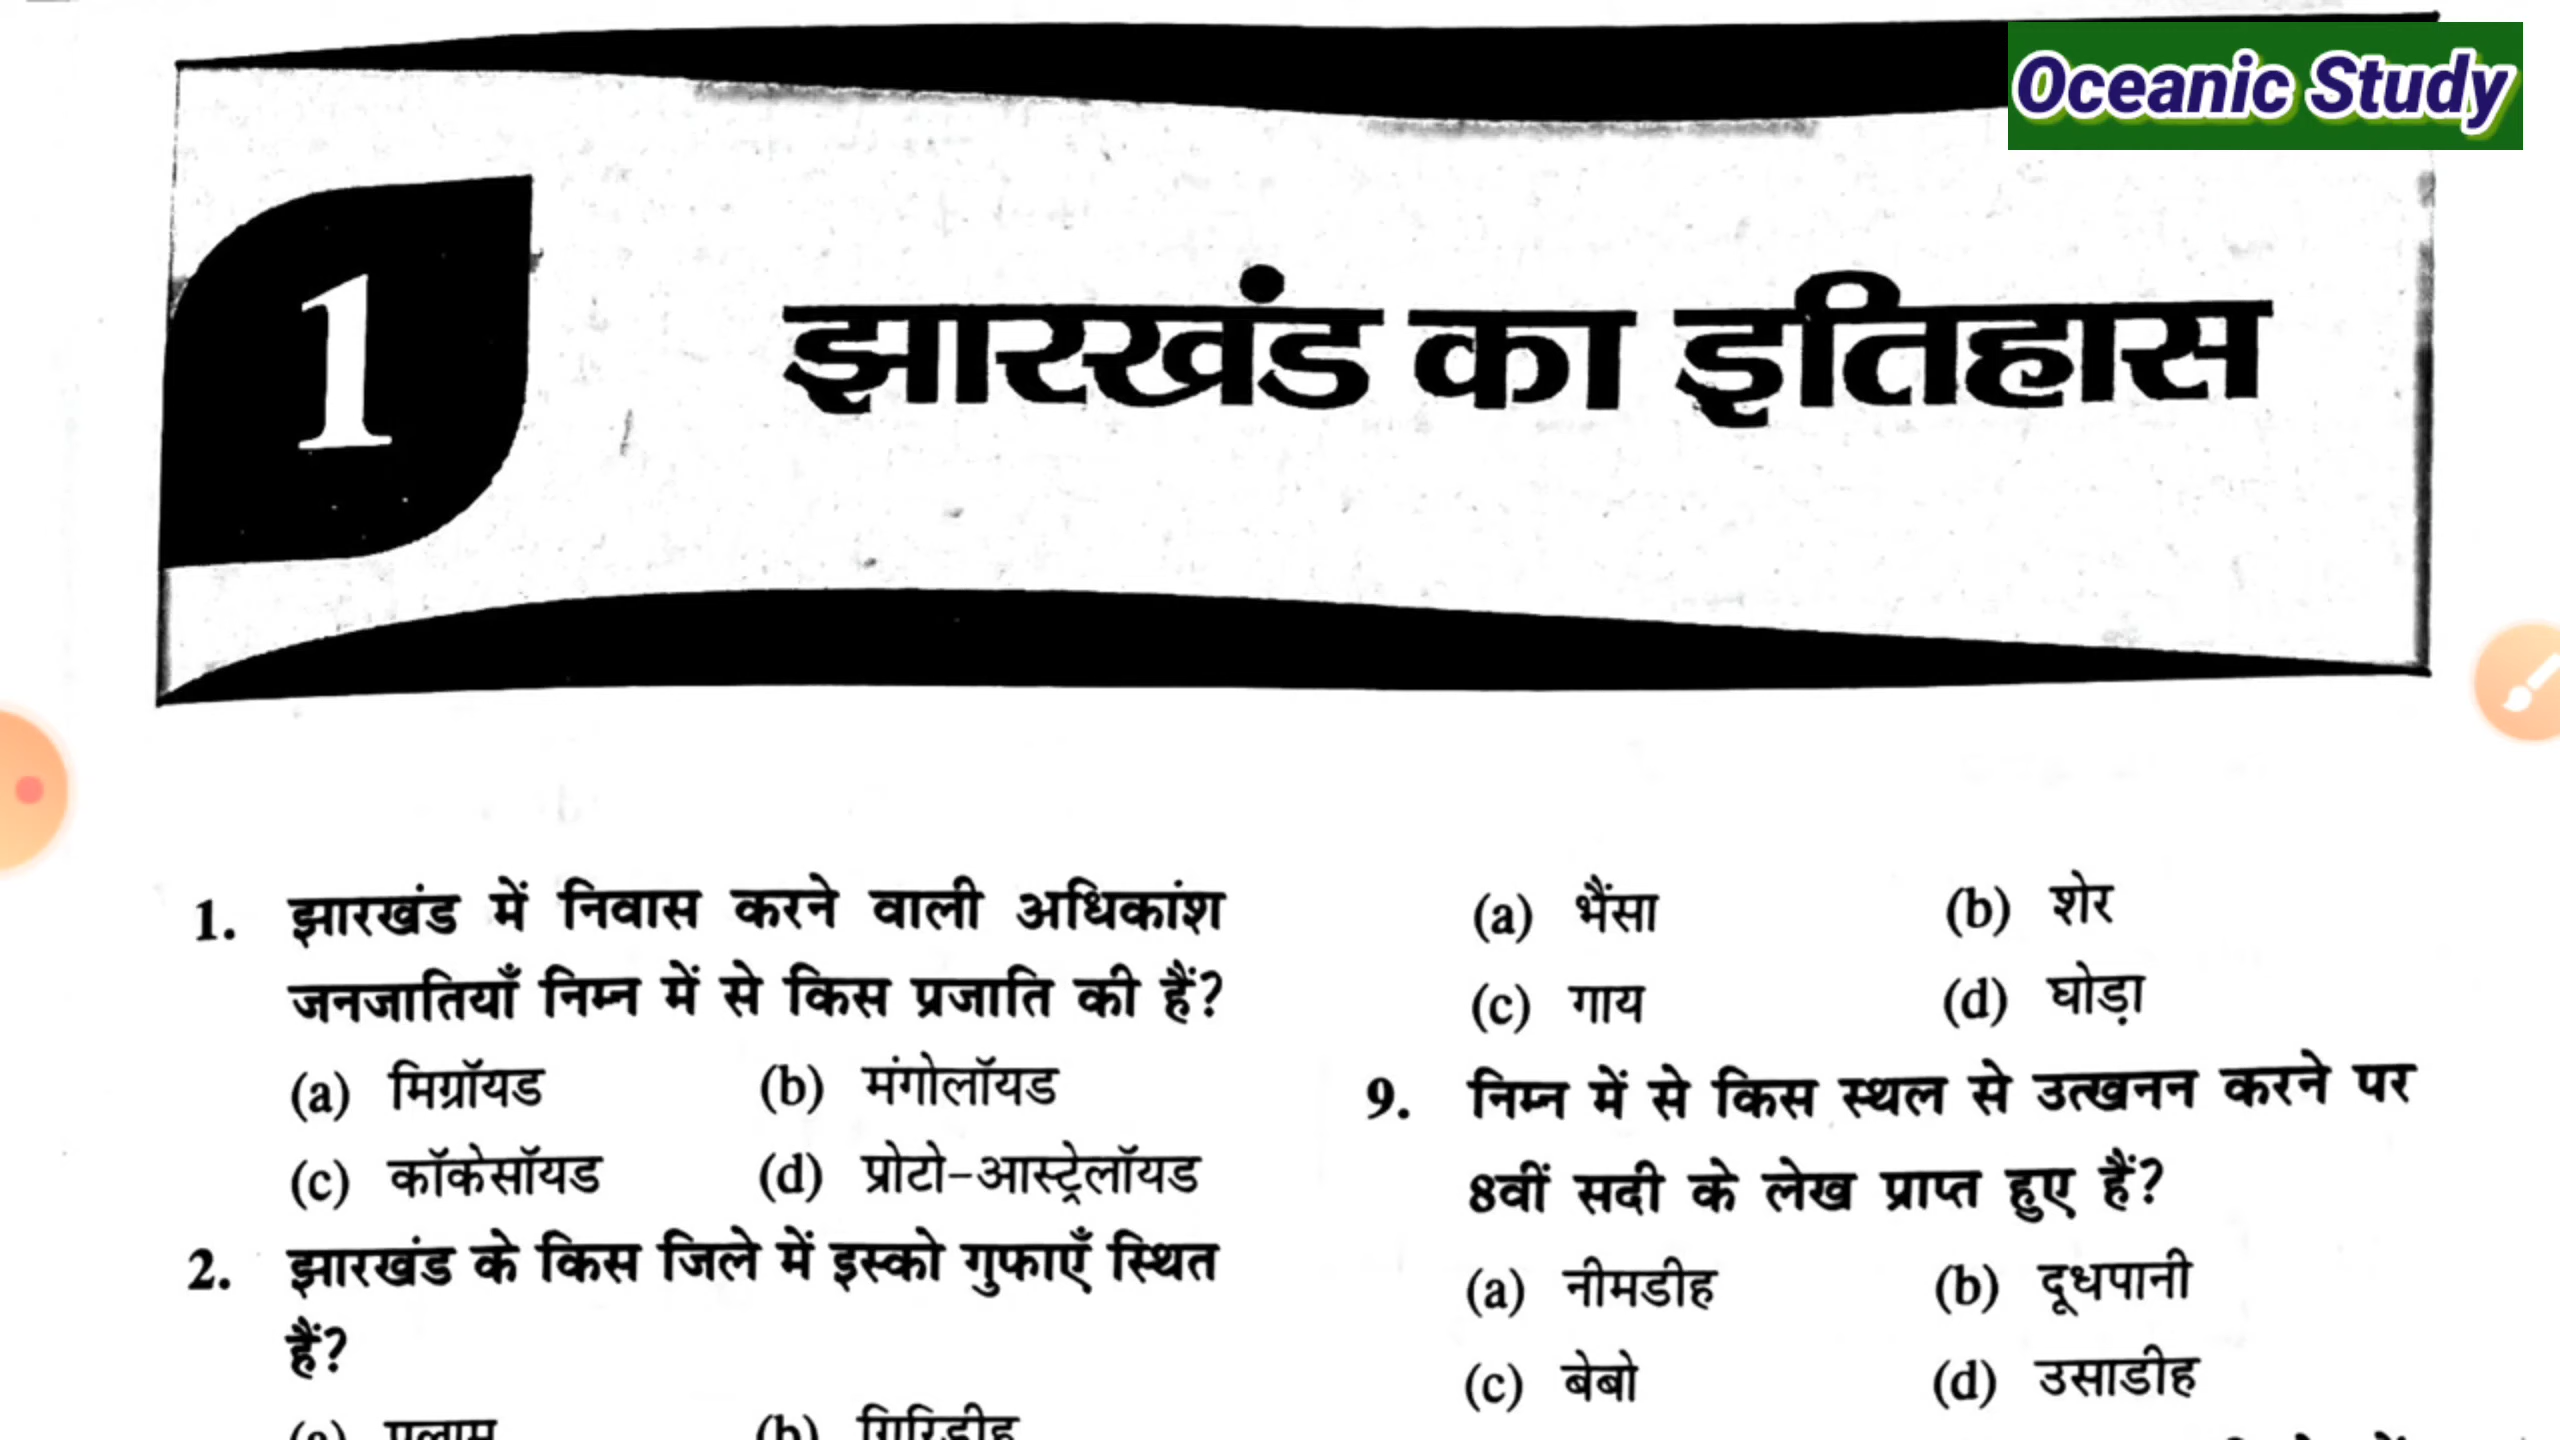 Oceanic Study
1
झारखंड का इतिहास
1. झारखंड में निवास करने वाली अधिकांश
जनजातियाँ निम्न में से किस प्रजाति की हैं?
(a) मिग्रॉयड (b) मंगोलॉयड
(c) कॉकेसॉयड (d) प्रोटो-आस्ट्रेलॉयड
2. झारखंड के किस जिले में इस्को गुफाएँ स्थित
हैं?
(a) पलामू (b) गिरिडीह
(a) भैंसा (b) शेर
(c) गाय (d) घोड़ा
9. निम्न में से किस स्थल से उत्खनन करने पर
8वीं सदी के लेख प्राप्त हुए हैं?
(a) नीमडीह (b) दूधपानी
(c) बेबो (d) उसाडीह